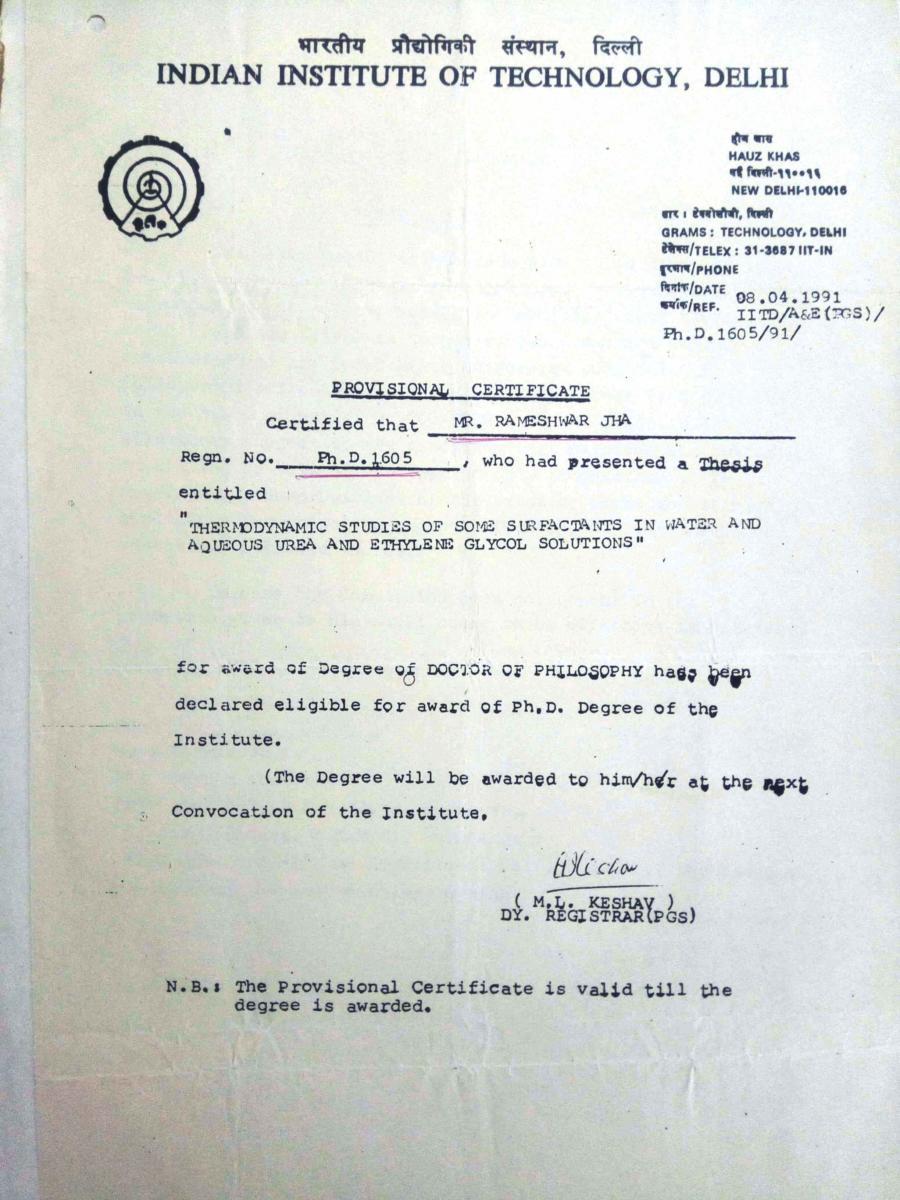 भारतीय प्रौद्योगिकी संस्थान, दिल्ली
INDIAN INSTITUTE OF TECHNOLOGY, DELHI
हौज खास
HAUZ KHAS
नई दिल्ली-११००१६
NEW DELHI-110016
तार : टेक्नोलोजी, दिल्ली
GRAMS : TECHNOLOGY, DELHI
टेलेक्स/TELEX : 31-3687 IIT-IN
दूरभाष/PHONE
दिनांक/DATE 08.04.1991
क्रमांक/REF. IITD/A&E(PGS)/
Ph.D.1605/91/
PROVISIONAL CERTIFICATE
Certified that MR. RAMESHWAR JHA
Regn. No. Ph.D.1605, who had presented a Thesis
entitled
"THERMODYNAMIC STUDIES OF SOME SURFACTANTS IN WATER AND
AQUEOUS UREA AND ETHYLENE GLYCOL SOLUTIONS"
for award of Degree of DOCTOR OF PHILOSOPHY has been
declared eligible for award of Ph.D. Degree of the
Institute.
(The Degree will be awarded to him/her at the next
Convocation of the Institute.
( M.L. KESHAV )
DY. REGISTRAR(PGS)
N.B.: The Provisional Certificate is valid till the
degree is awarded.